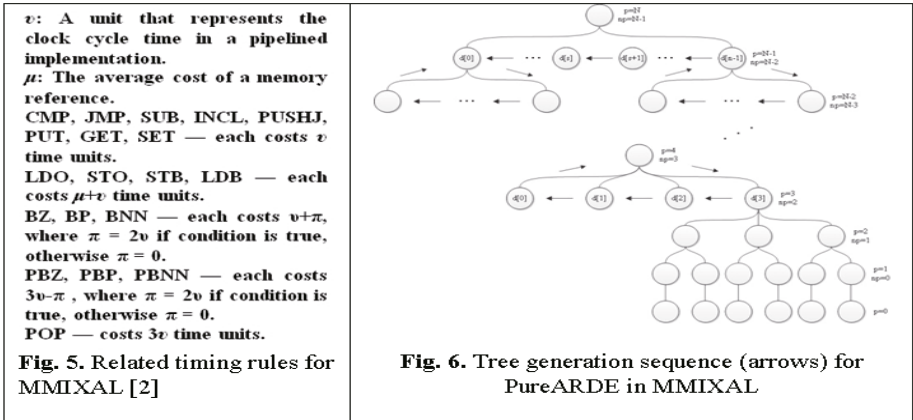 υ: A unit that represents the
clock cycle time in a pipelined
implementation.
μ: The average cost of a memory
reference.
CMP, JMP, SUB, INCL, PUSHJ,
PUT, GET, SET — each costs υ
time units.
LDO, STO, STB, LDB — each
costs μ+υ time units.
BZ, BP, BNN — each costs υ+π,
where π = 2υ if condition is true,
otherwise π = 0.
PBZ, PBP, PBNN — each costs
3υ-π , where π = 2υ if condition is
true, otherwise π = 0.
POP — costs 3υ time units.
Fig. 5. Related timing rules for
MMIXAL [2]
p=N
np=N-1
d[0] ... d[s] d[s+1] ... d[n-1]
p=N-1
np=N-2
... ...
p=N-2
np=N-3
. . .
p=4
np=3
d[0] d[1] d[2] d[3]
p=3
np=2
p=2
np=1
p=1
np=0
p=0
Fig. 6. Tree generation sequence (arrows) for
PureARDE in MMIXAL